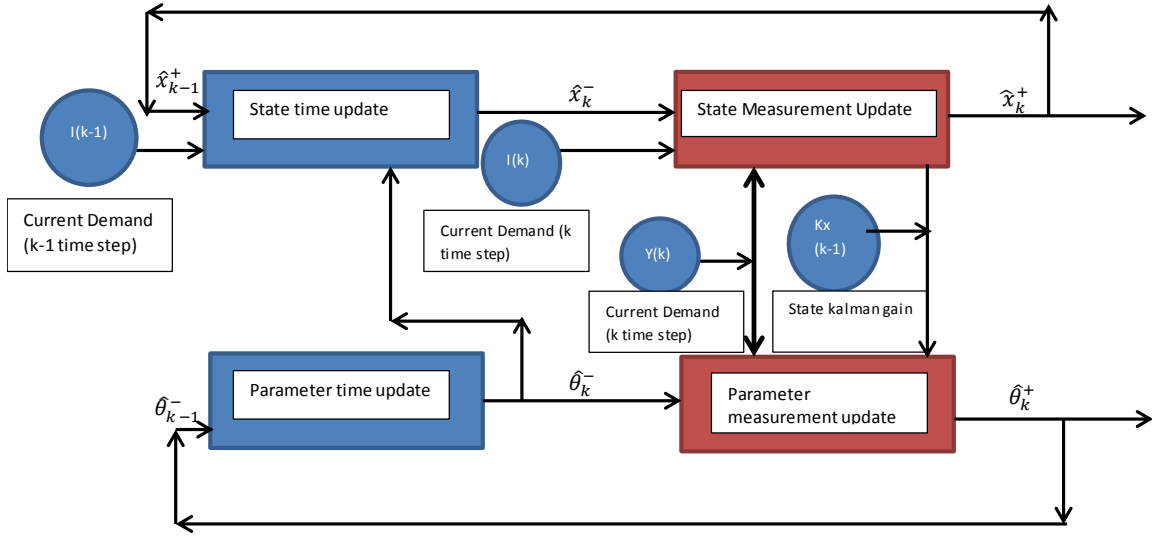 x̂⁺ₖ₋₁
State time update
x̂⁻ₖ
State Measurement Update
x̂⁺ₖ
I(k-1)
I(k)
Current Demand
(k-1 time step)
Current Demand (k
time step)
Y(k)
Kx
(k-1)
Current Demand
(k time step)
State kalman gain
Parameter time update
θ̂⁻ₖ₋₁
θ̂⁻ₖ
Parameter
measurement update
θ̂⁺ₖ